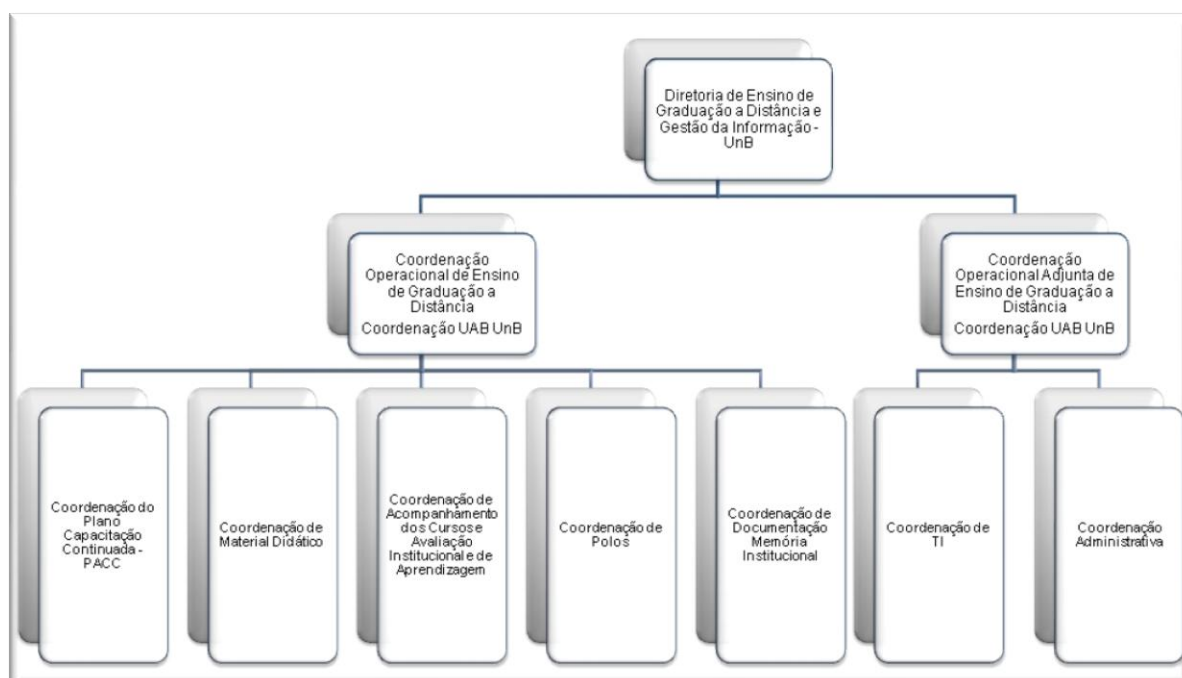 Diretoria de Ensino de
Graduação a Distância e
Gestão da Informação -
UnB
Coordenação
Operacional de Ensino
de Graduação a
Distância
Coordenação UAB UnB
Coordenação
Operacional Adjunta de
Ensino de Graduação a
Distância
Coordenação UAB UnB
Coordenação do
Plano
Capacitação
Continuada -
PACC
Coordenação de
Material Didático
Coordenação de
Acompanhamento
dos Cursos e
Avaliação
Institucional e de
Aprendizagem
Coordenação de
Polos
Coordenação de
Documentação
Memória
Institucional
Coordenação de
TI
Coordenação
Administrativa